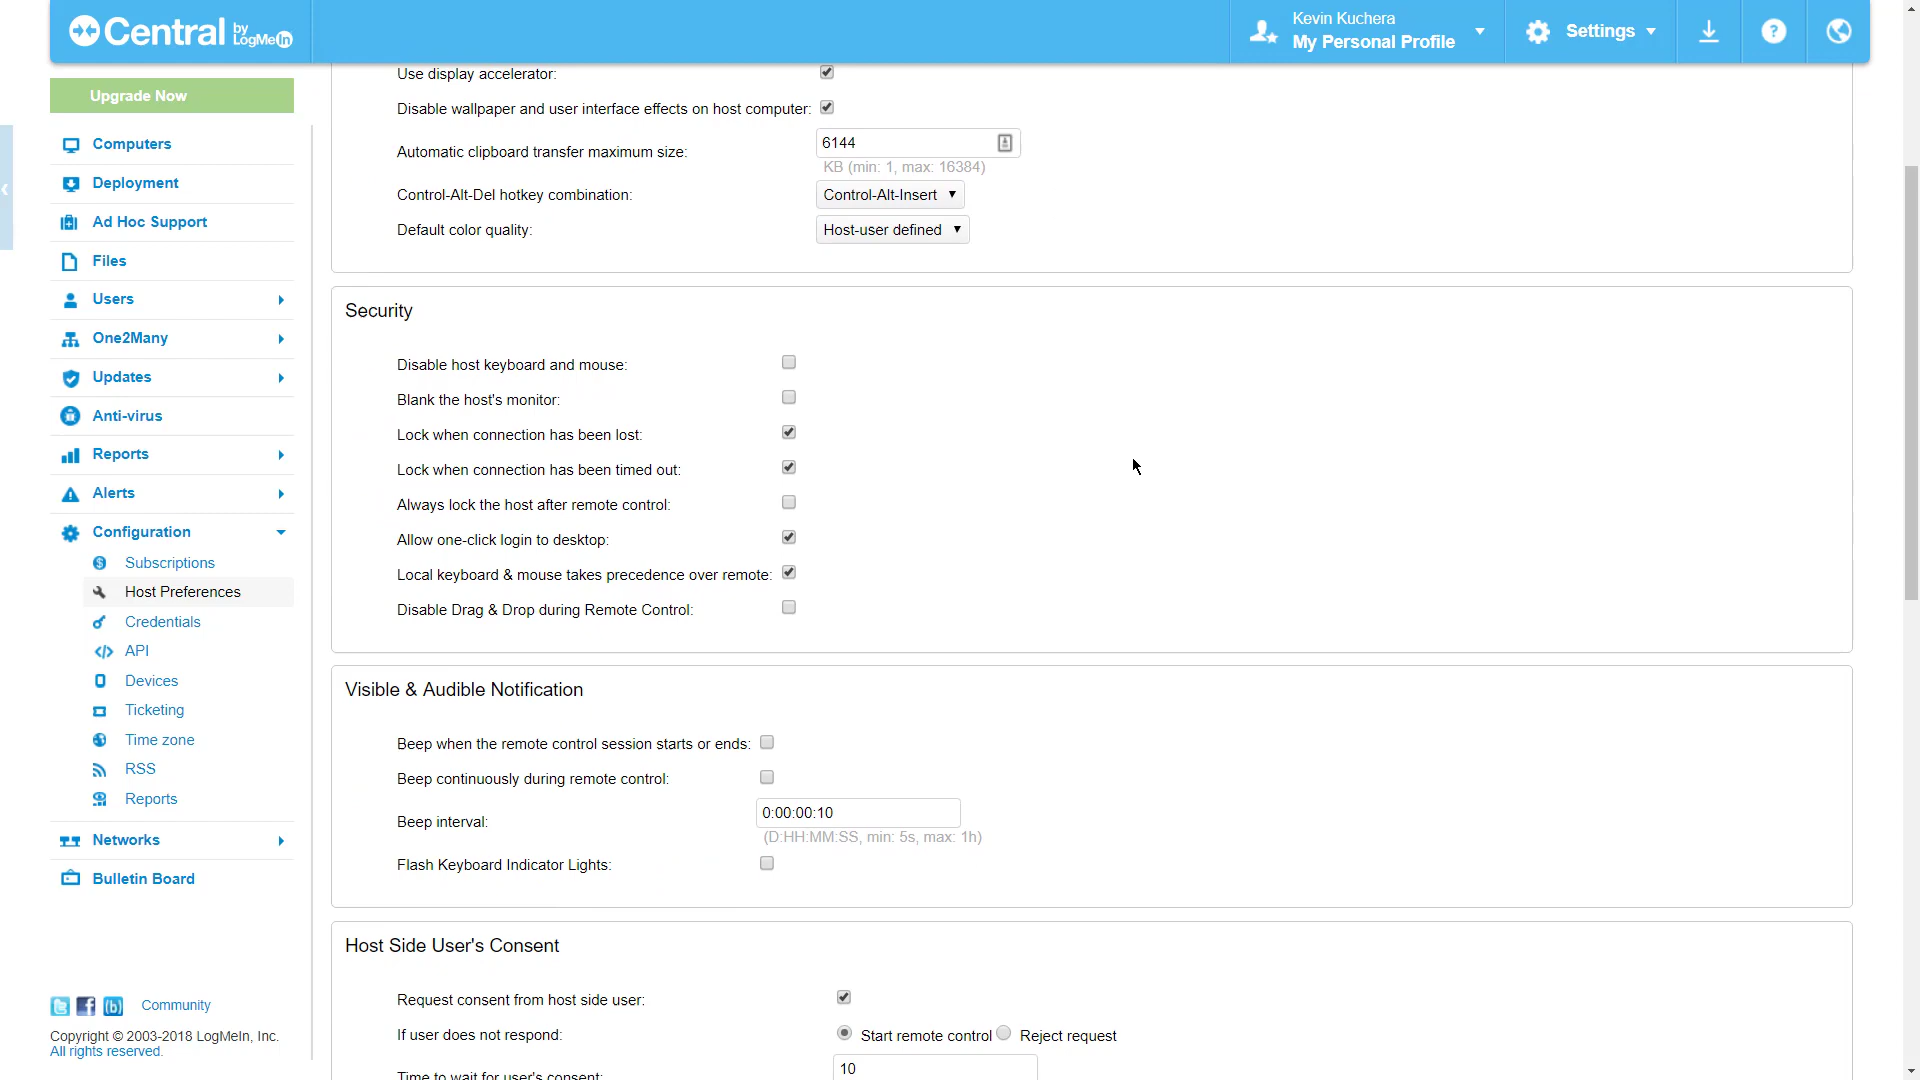 Central by LogMeIn
Kevin Kuchera
My Personal Profile
Settings
Upgrade Now
Computers
Deployment
Ad Hoc Support
Files
Users
One2Many
Updates
Anti-virus
Reports
Alerts
Configuration
Subscriptions
Host Preferences
Credentials
API
Devices
Ticketing
Time zone
RSS
Reports
Networks
Bulletin Board
Community
Copyright © 2003-2018 LogMeIn, Inc.
All rights reserved.
Use display accelerator:
Disable wallpaper and user interface effects on host computer:
Automatic clipboard transfer maximum size: 6144
KB (min: 1, max: 16384)
Control-Alt-Del hotkey combination: Control-Alt-Insert
Default color quality: Host-user defined
Security
Disable host keyboard and mouse:
Blank the host's monitor:
Lock when connection has been lost:
Lock when connection has been timed out:
Always lock the host after remote control:
Allow one-click login to desktop:
Local keyboard & mouse takes precedence over remote:
Disable Drag & Drop during Remote Control:
Visible & Audible Notification
Beep when the remote control session starts or ends:
Beep continuously during remote control:
Beep interval: 0:00:00:10
(D:HH:MM:SS, min: 5s, max: 1h)
Flash Keyboard Indicator Lights:
Host Side User's Consent
Request consent from host side user:
If user does not respond: Start remote control Reject request
Time to wait for user's consent: 10